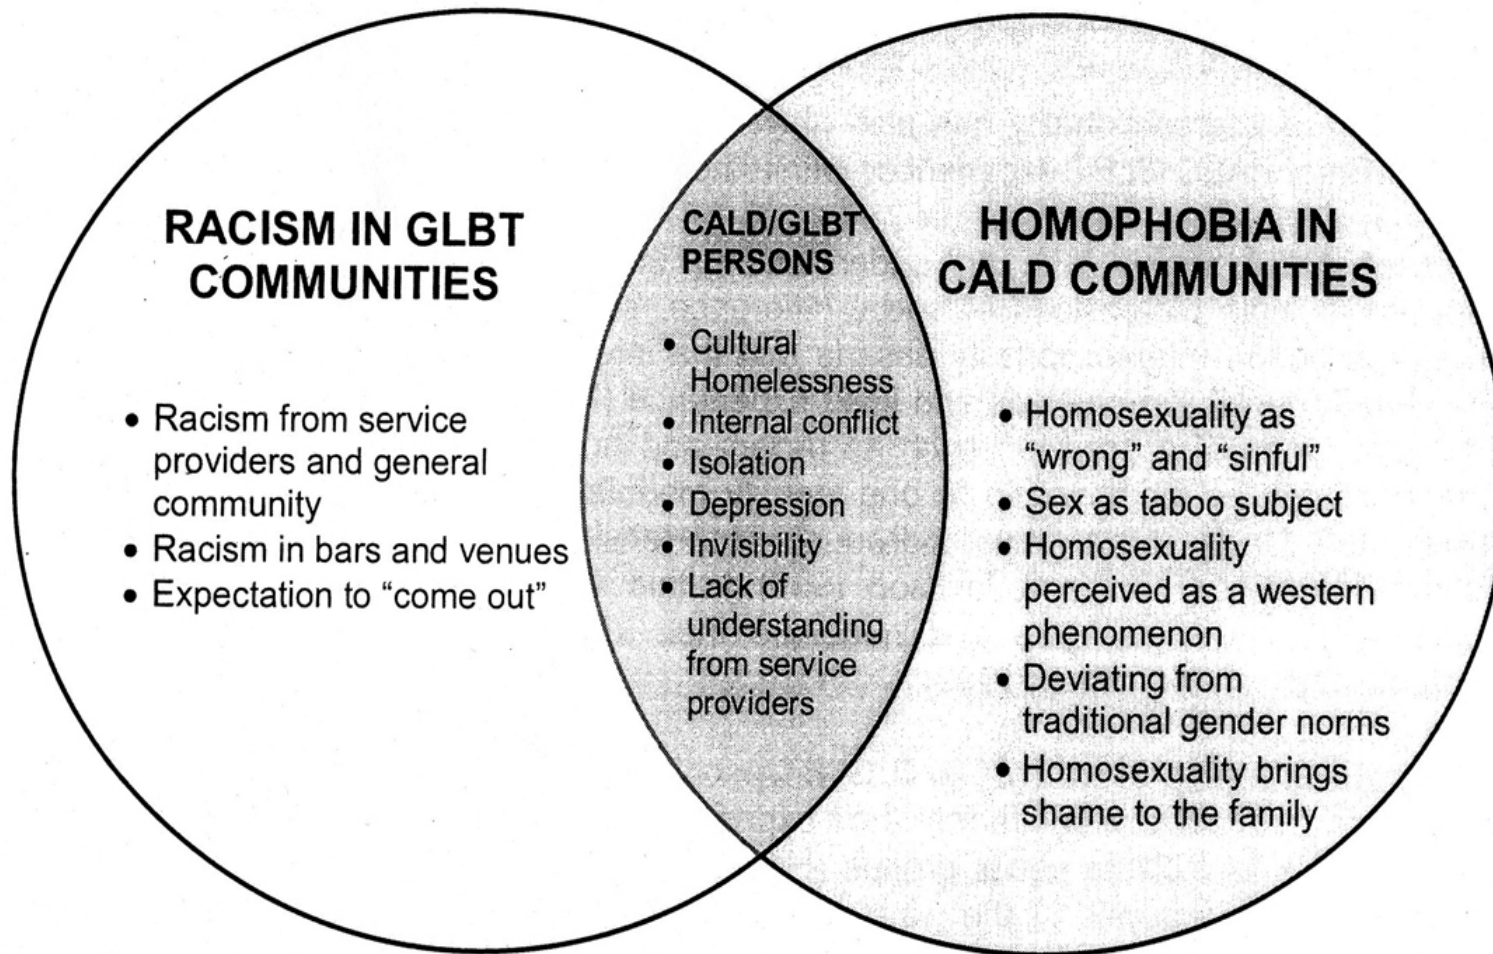 RACISM IN GLBT
COMMUNITIES
• Racism from service
providers and general
community
• Racism in bars and venues
• Expectation to “come out”
CALD/GLBT
PERSONS
• Cultural
Homelessness
• Internal conflict
• Isolation
• Depression
• Invisibility
• Lack of
understanding
from service
providers
HOMOPHOBIA IN
CALD COMMUNITIES
• Homosexuality as
“wrong” and “sinful”
• Sex as taboo subject
• Homosexuality
perceived as a western
phenomenon
• Deviating from
traditional gender norms
• Homosexuality brings
shame to the family